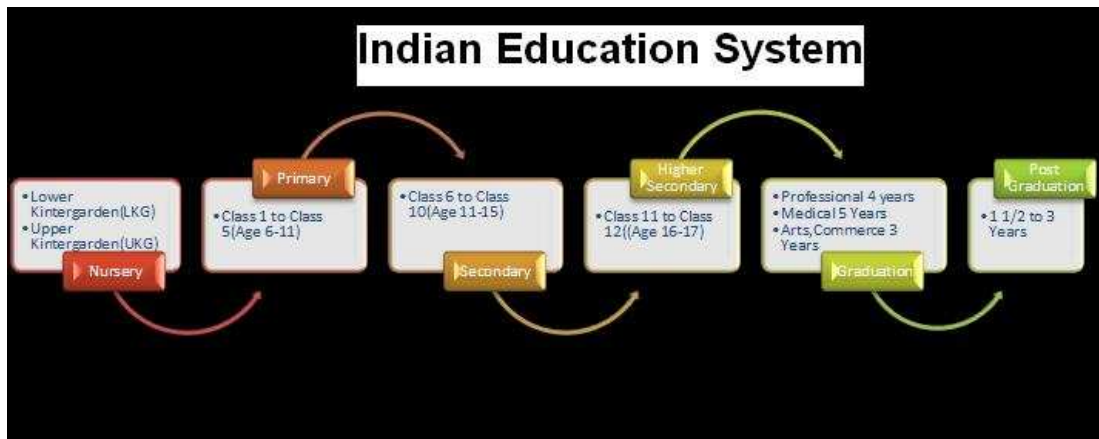 Indian Education System
• Lower
Kintergarden(LKG)
• Upper
Kintergarden(UKG)
Nursery
Primary
• Class 1 to Class
5(Age 6-11)
• Class 6 to Class
10(Age 11-15)
Secondary
Higher
Secondary
• Class 11 to Class
12((Age 16-17)
• Professional 4 years
• Medical 5 Years
• Arts,Commerce 3
Years
Graduation
Post
Graduation
• 1 1/2 to 3
Years